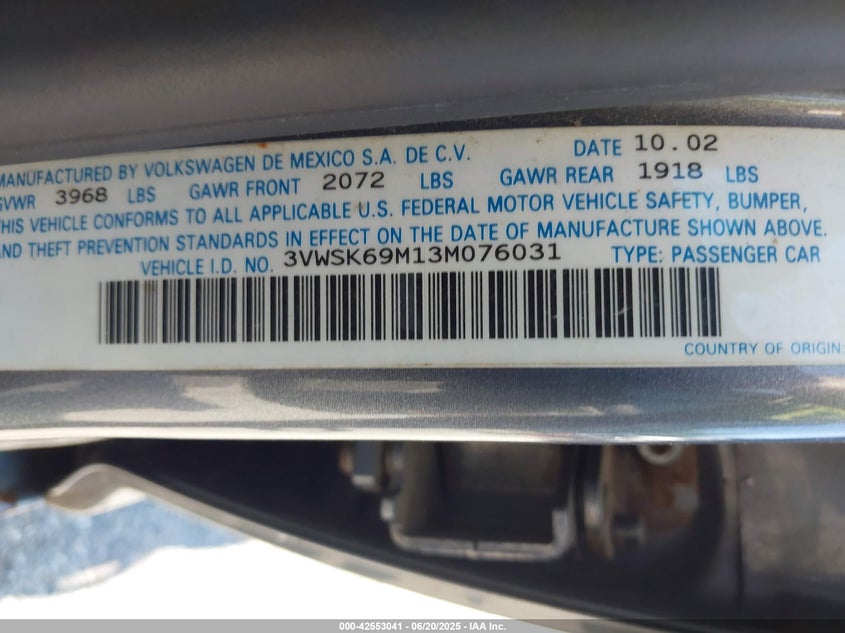 MANUFACTURED BY VOLKSWAGEN DE MEXICO S.A. DE C.V. DATE 10.02
GVWR 3968 LBS GAWR FRONT 2072 LBS GAWR REAR 1918 LBS
THIS VEHICLE CONFORMS TO ALL APPLICABLE U.S. FEDERAL MOTOR VEHICLE SAFETY, BUMPER,
AND THEFT PREVENTION STANDARDS IN EFFECT ON THE DATE OF MANUFACTURE SHOWN ABOVE.
VEHICLE I.D. NO. 3VWSK69M13M076031 TYPE: PASSENGER CAR
COUNTRY OF ORIGIN:
000-42553041 / 06/20/2025 - IAA Inc.